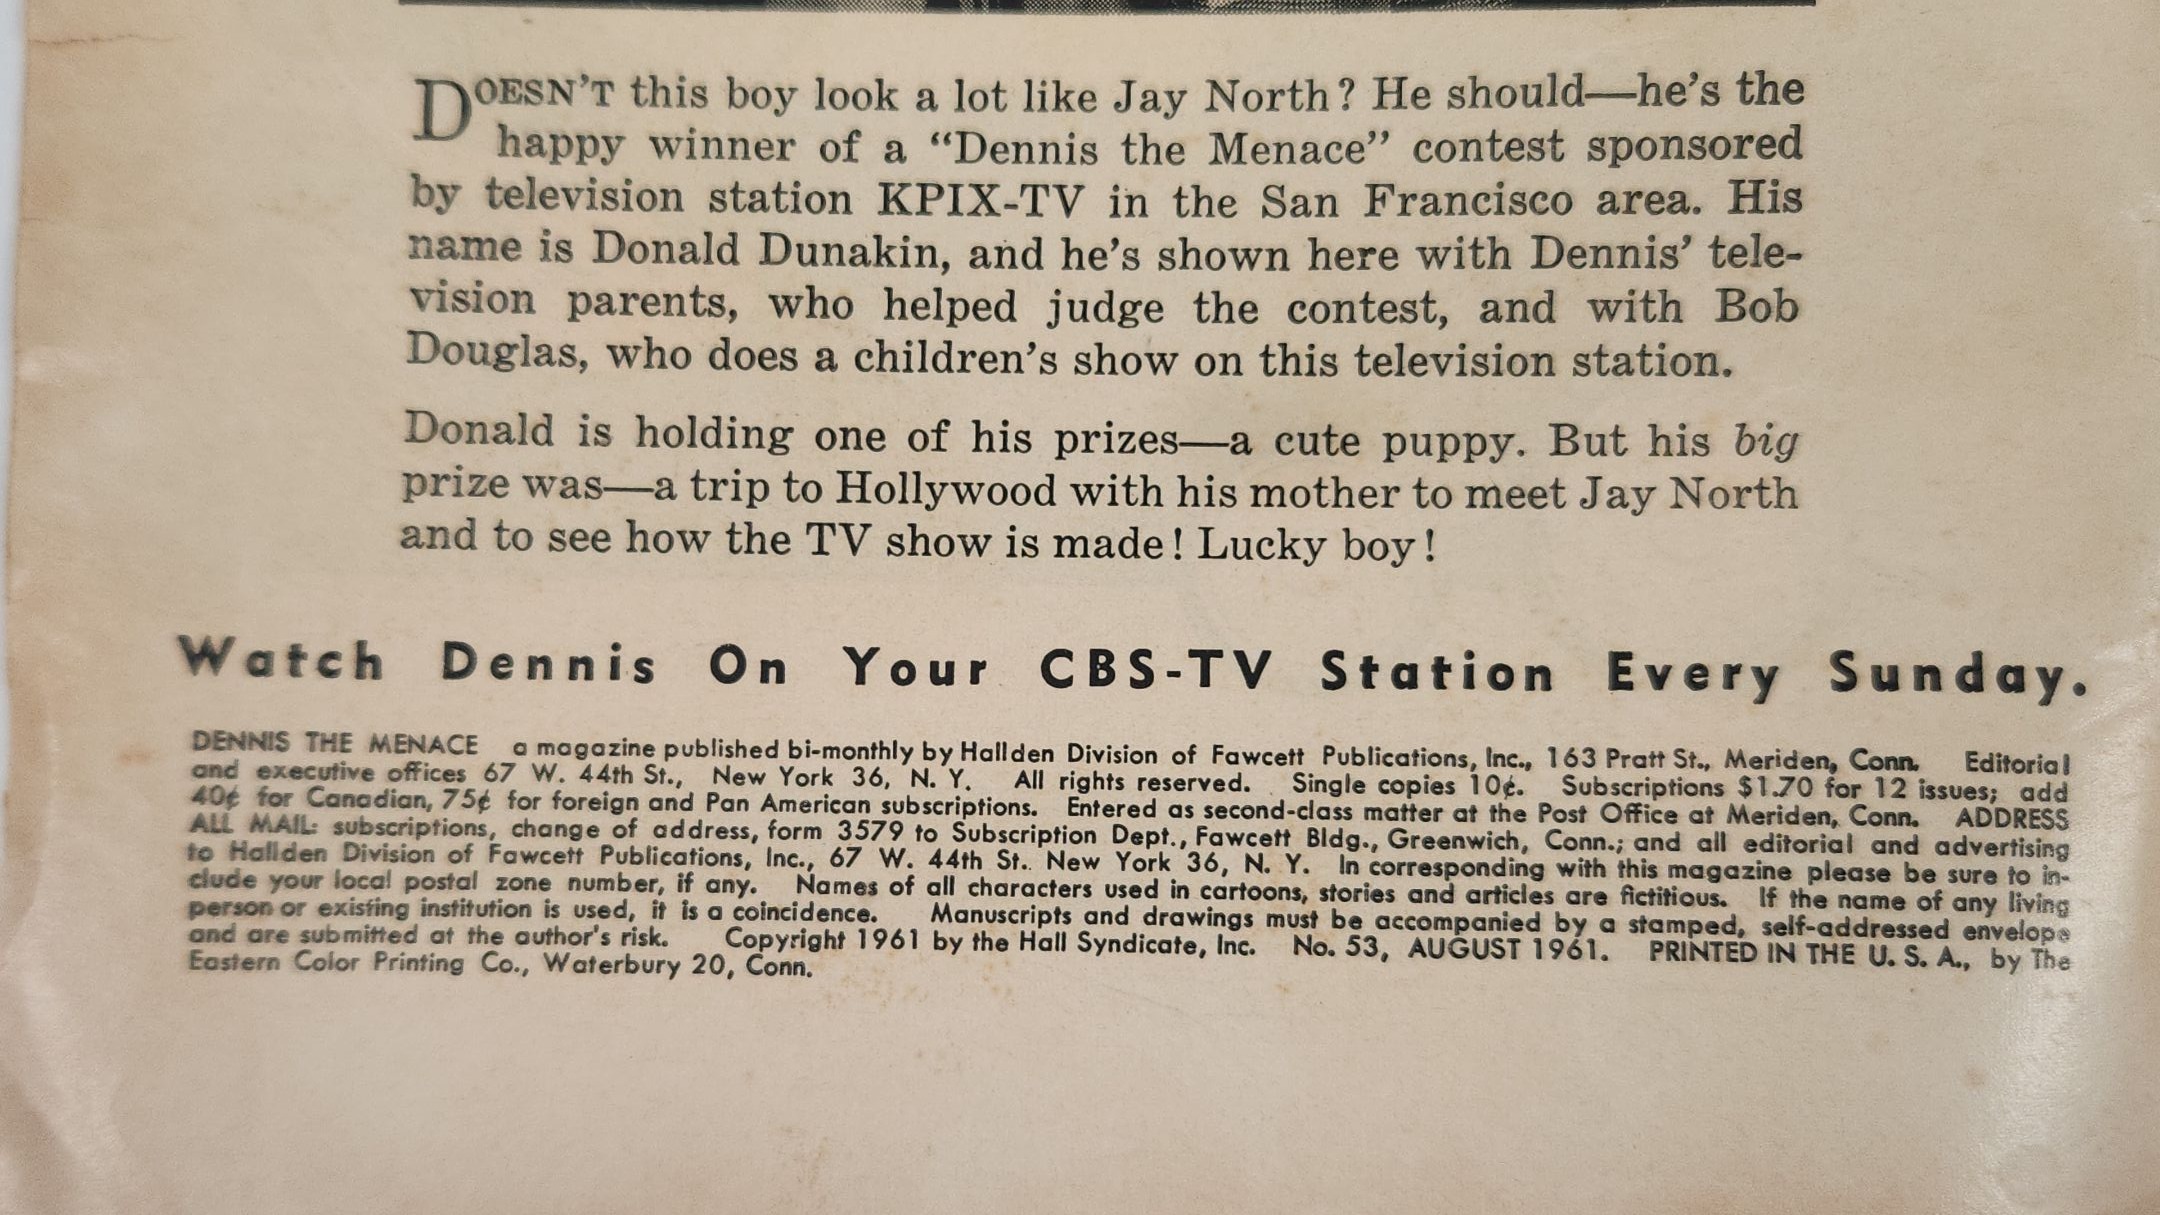 DOESN'T this boy look a lot like Jay North? He should—he's the
happy winner of a “Dennis the Menace” contest sponsored
by television station KPIX-TV in the San Francisco area. His
name is Donald Dunakin, and he's shown here with Dennis' tele-
vision parents, who helped judge the contest, and with Bob
Douglas, who does a children's show on this television station.
Donald is holding one of his prizes—a cute puppy. But his big
prize was—a trip to Hollywood with his mother to meet Jay North
and to see how the TV show is made! Lucky boy!
Watch Dennis On Your CBS-TV Station Every Sunday.
DENNIS THE MENACE a magazine published bi-monthly by Hallden Division of Fawcett Publications, Inc., 163 Pratt St., Meriden, Conn. Editorial
and executive offices 67 W. 44th St., New York 36, N. Y. All rights reserved. Single copies 10¢. Subscriptions $1.70 for 12 issues; add
40¢ for Canadian, 75¢ for foreign and Pan American subscriptions. Entered as second-class matter at the Post Office at Meriden, Conn. ADDRESS
ALL MAIL: subscriptions, change of address, form 3579 to Subscription Dept., Fawcett Bldg., Greenwich, Conn.; and all editorial and advertising
to Hallden Division of Fawcett Publications, Inc., 67 W. 44th St. New York 36, N. Y. In corresponding with this magazine please be sure to in-
clude your local postal zone number, if any. Names of all characters used in cartoons, stories and articles are fictitious. If the name of any living
person or existing institution is used, it is a coincidence. Manuscripts and drawings must be accompanied by a stamped, self-addressed envelope
and are submitted at the author's risk. Copyright 1961 by the Hall Syndicate, Inc. No. 53, AUGUST 1961. PRINTED IN THE U. S. A., by The
Eastern Color Printing Co., Waterbury 20, Conn.